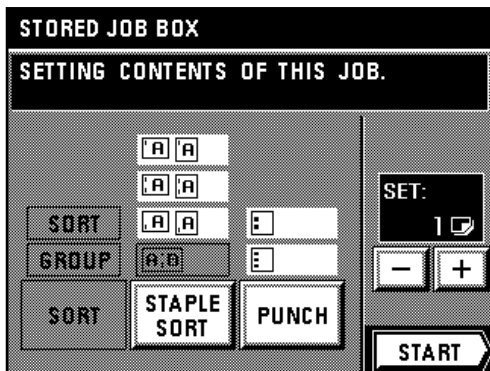 STORED JOB BOX
SETTING CONTENTS OF THIS JOB.
A A
A A
SORT A A
GROUP A A
SORT
STAPLE
SORT
PUNCH
SET:
1
− +
START